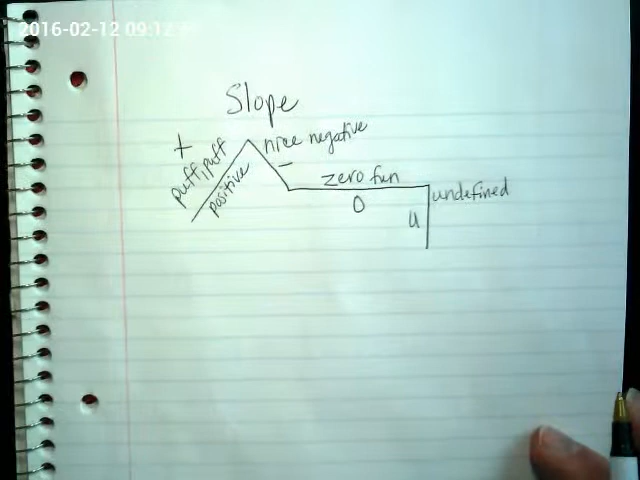 2016-02-12 09:12
Slope
+
puff, puff
positive
nice negative
–
zero fun
0
undefined
u